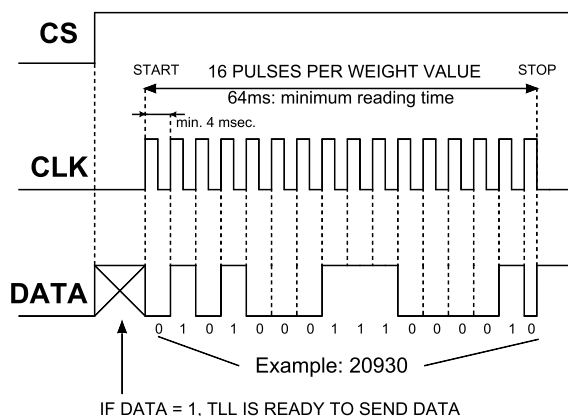 CS
START 16 PULSES PER WEIGHT VALUE STOP
64ms: minimum reading time
min. 4 msec.
CLK
DATA
0 1 0 1 0 0 0 1 1 1 0 0 0 0 1 0
Example: 20930
IF DATA = 1, TLL IS READY TO SEND DATA